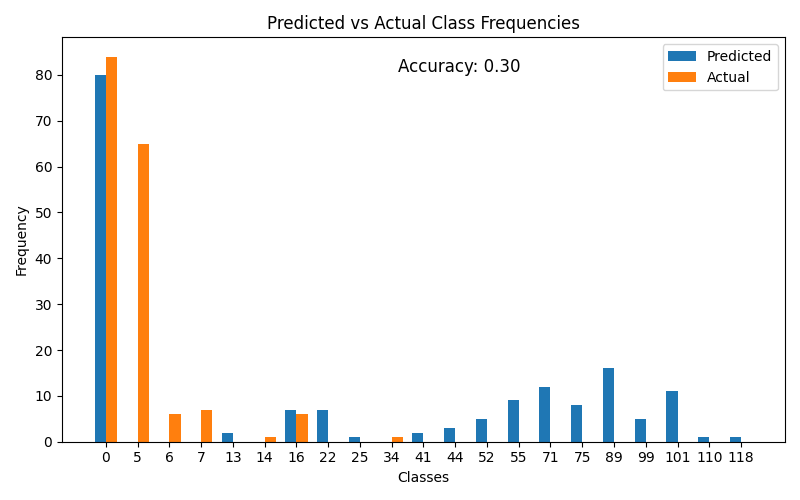 Predicted vs Actual Class Frequencies
Accuracy: 0.30
Predicted
Actual
Frequency
80
70
60
50
40
30
20
10
0
0 5 6 7 13 14 16 22 25 34 41 44 52 55 71 75 89 99 101 110 118
Classes